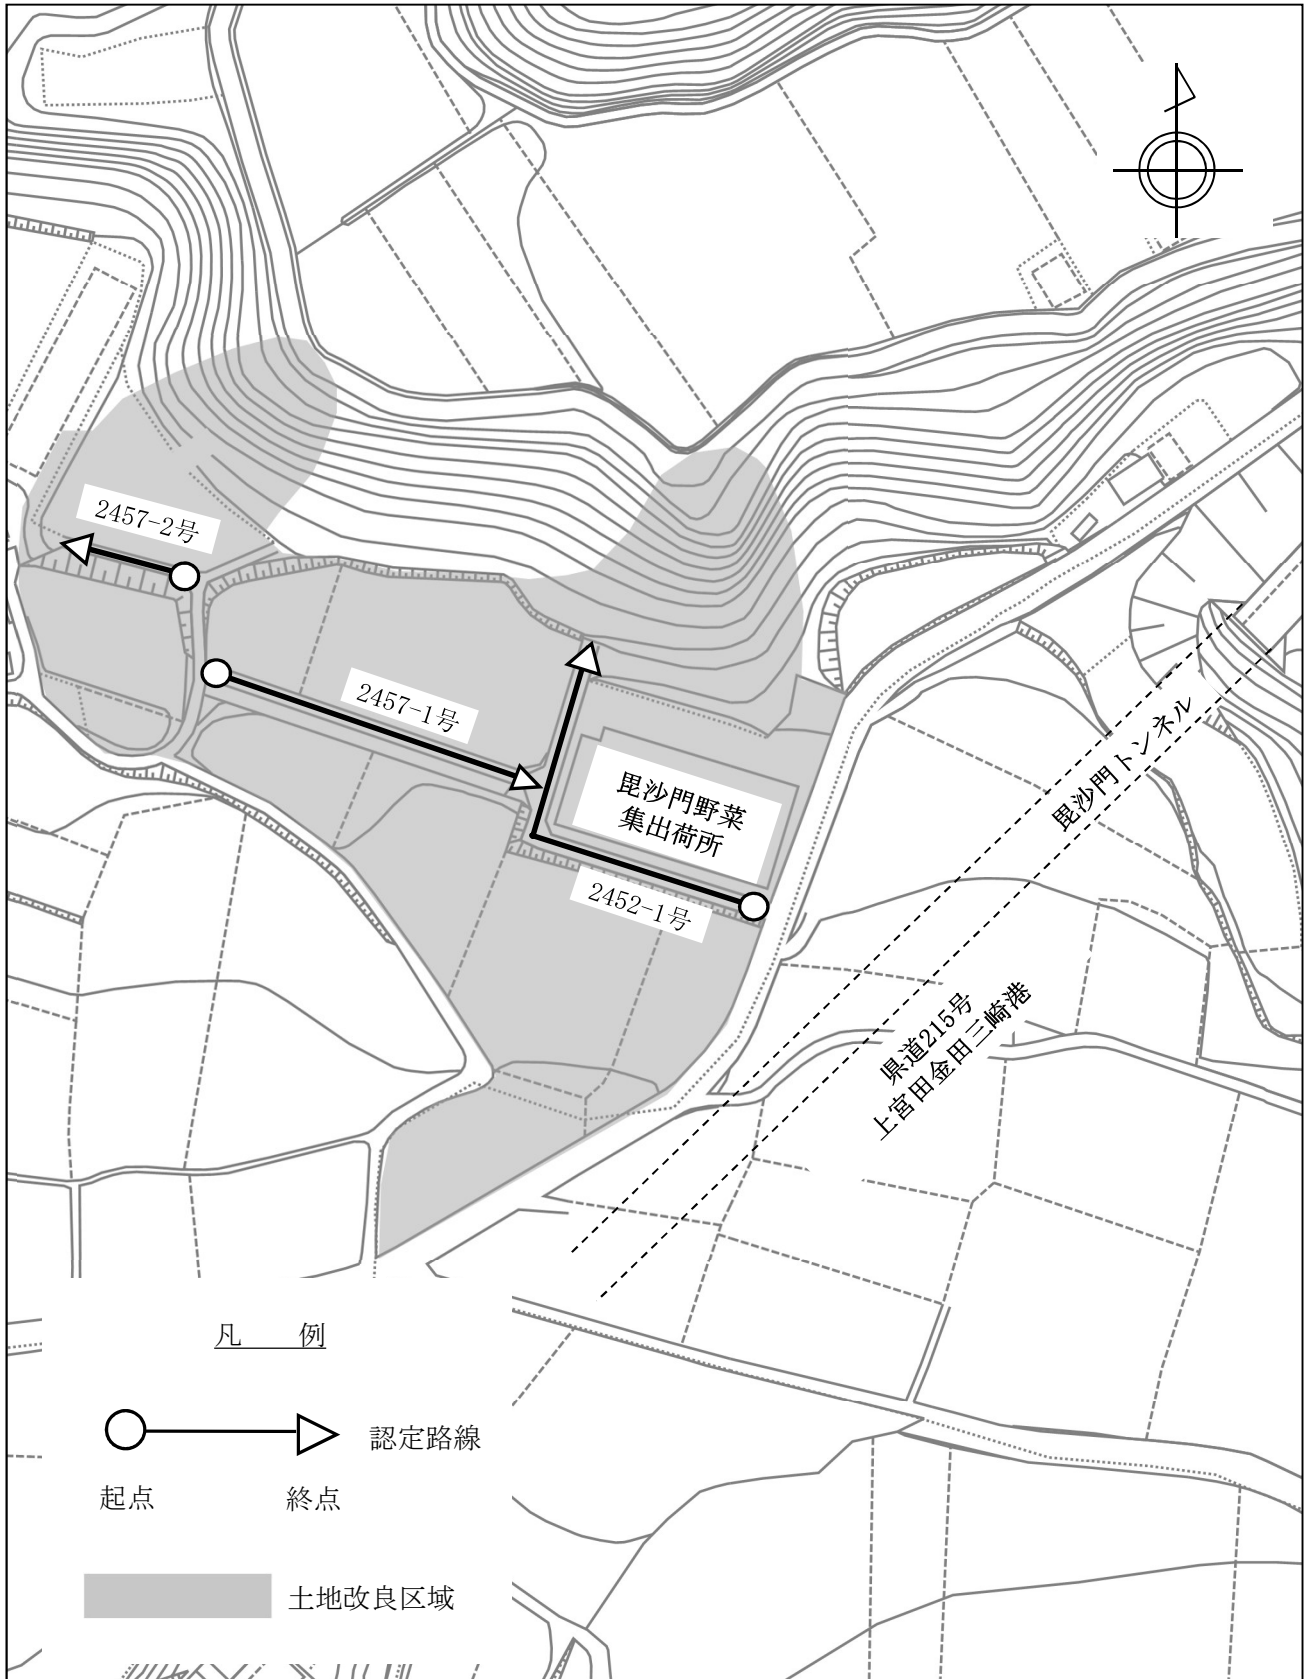 2457-2号
2457-1号
毘沙門野菜
集出荷所
2452-1号
毘沙門トンネル
県道215号
上宮田金田三崎港
凡　例
認定路線
起点
終点
土地改良区域